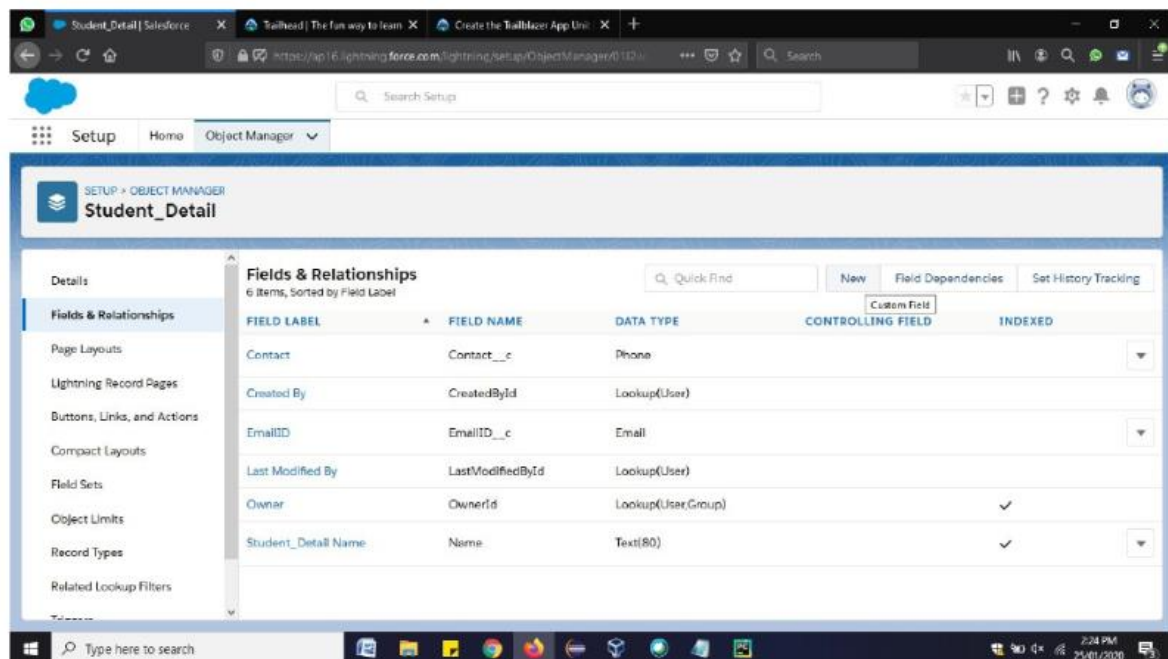 Student_Detail | Salesforce
Trailhead | The fun way to learn
Create the Trailblazer App Uni
Search
Search Setup
Setup
Home
Object Manager
SETUP > OBJECT MANAGER
Student_Detail
Details
Fields & Relationships
Page Layouts
Lightning Record Pages
Buttons, Links, and Actions
Compact Layouts
Field Sets
Object Limits
Record Types
Related Lookup Filters
Triggers
Fields & Relationships
6 Items, Sorted by Field Label
Quick Find
New
Field Dependencies
Set History Tracking
Custom Field
FIELD LABEL FIELD NAME DATA TYPE CONTROLLING FIELD INDEXED
Contact Contact__c Phone
Created By CreatedById Lookup(User)
EmailID EmailID__c Email
Last Modified By LastModifiedById Lookup(User)
Owner OwnerId Lookup(User,Group)
Student_Detail Name Name Text(80)
Type here to search
2:24 PM
25/01/2020